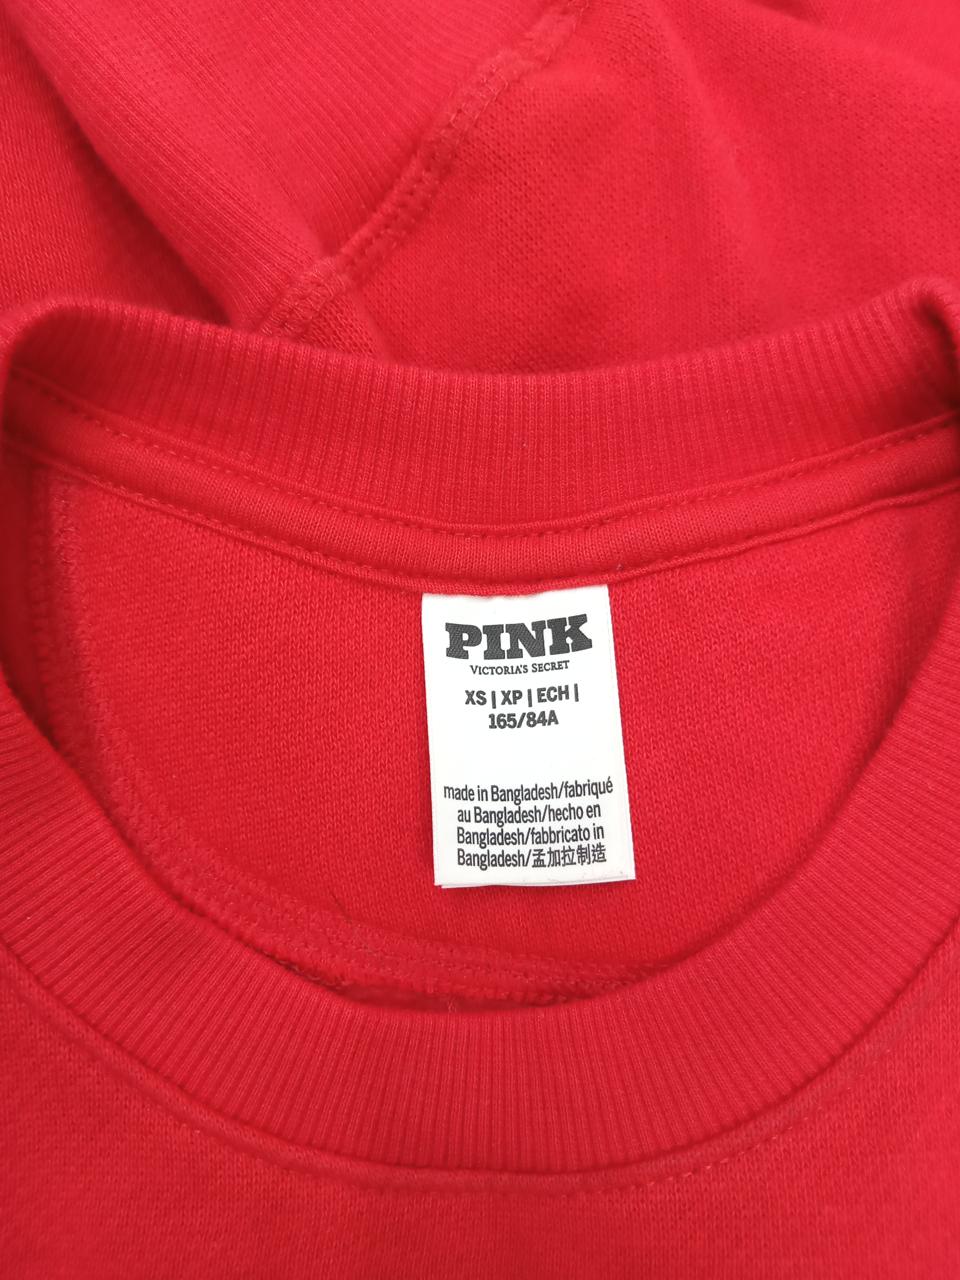 PINK
VICTORIA'S SECRET
XS | XP | ECH |
165/84A
made in Bangladesh/fabriqué
au Bangladesh/hecho en
Bangladesh/fabbricato in
Bangladesh/孟加拉制造